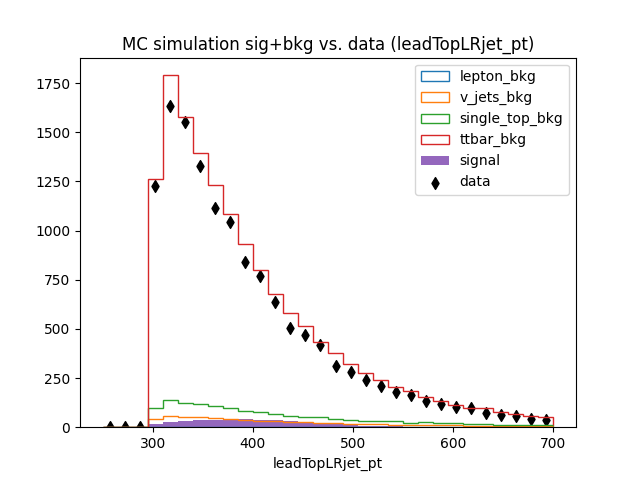 MC simulation sig+bkg vs. data (leadTopLRjet_pt)
lepton_bkg
v_jets_bkg
single_top_bkg
ttbar_bkg
signal
data
1750
1500
1250
1000
750
500
250
0
300 400 500 600 700
leadTopLRjet_pt